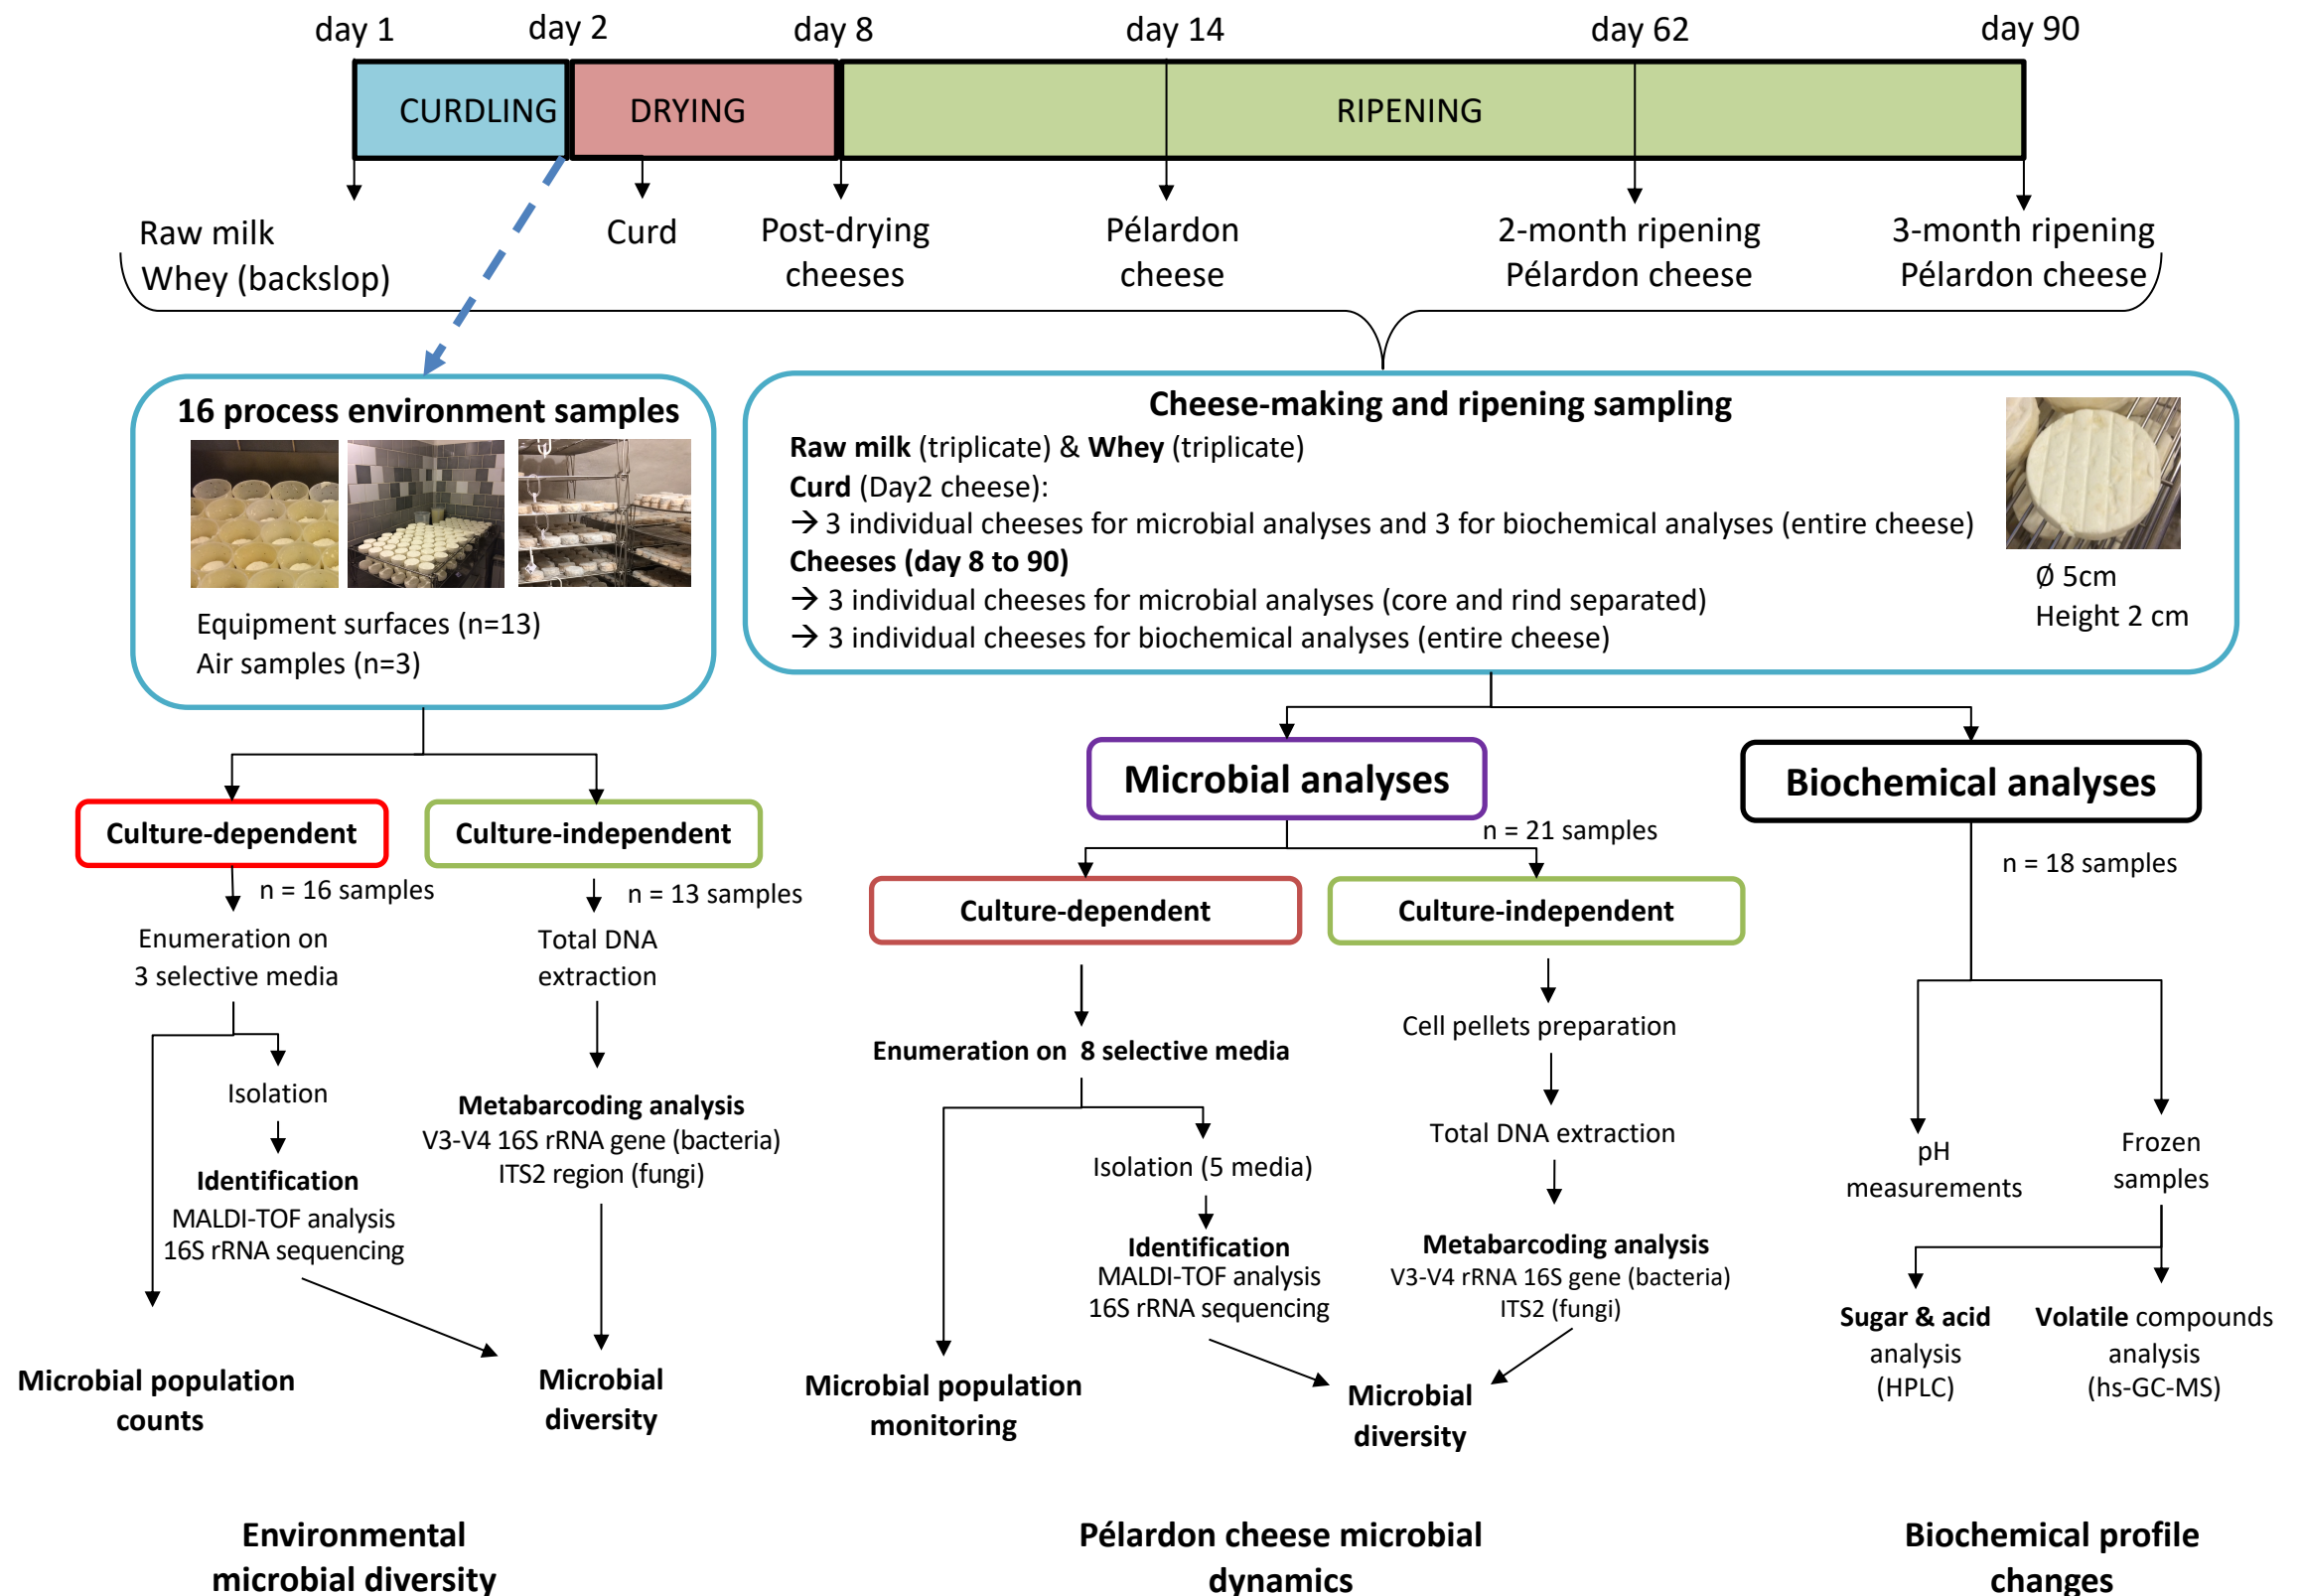 day 1
day 2
day 8
day 14
day 62
day 90
CURDLING
DRYING
RIPENING
Raw milk
Whey (backslop)
Curd
Post-drying
cheeses
Pélardon
cheese
2-month ripening
Pélardon cheese
3-month ripening
Pélardon cheese
16 process environment samples
Equipment surfaces (n=13)
Air samples (n=3)
Cheese-making and ripening sampling
Raw milk (triplicate) & Whey (triplicate)
Curd (Day2 cheese):
→ 3 individual cheeses for microbial analyses and 3 for biochemical analyses (entire cheese)
Cheeses (day 8 to 90)
→ 3 individual cheeses for microbial analyses (core and rind separated)
→ 3 individual cheeses for biochemical analyses (entire cheese)
Ø 5cm
Height 2 cm
Culture-dependent
n = 16 samples
Enumeration on
3 selective media
Isolation
Identification
MALDI-TOF analysis
16S rRNA sequencing
Microbial population
counts
Culture-independent
n = 13 samples
Total DNA
extraction
Metabarcoding analysis
V3-V4 16S rRNA gene (bacteria)
ITS2 region (fungi)
Microbial
diversity
Microbial analyses
n = 21 samples
Culture-dependent
Enumeration on 8 selective media
Isolation (5 media)
Identification
MALDI-TOF analysis
16S rRNA sequencing
Microbial population
monitoring
Culture-independent
Cell pellets preparation
Total DNA extraction
Metabarcoding analysis
V3-V4 rRNA 16S gene (bacteria)
ITS2 (fungi)
Microbial
diversity
Biochemical analyses
n = 18 samples
pH
measurements
Frozen
samples
Sugar & acid
analysis
(HPLC)
Volatile compounds
analysis
(hs-GC-MS)
Environmental
microbial diversity
Pélardon cheese microbial
dynamics
Biochemical profile
changes